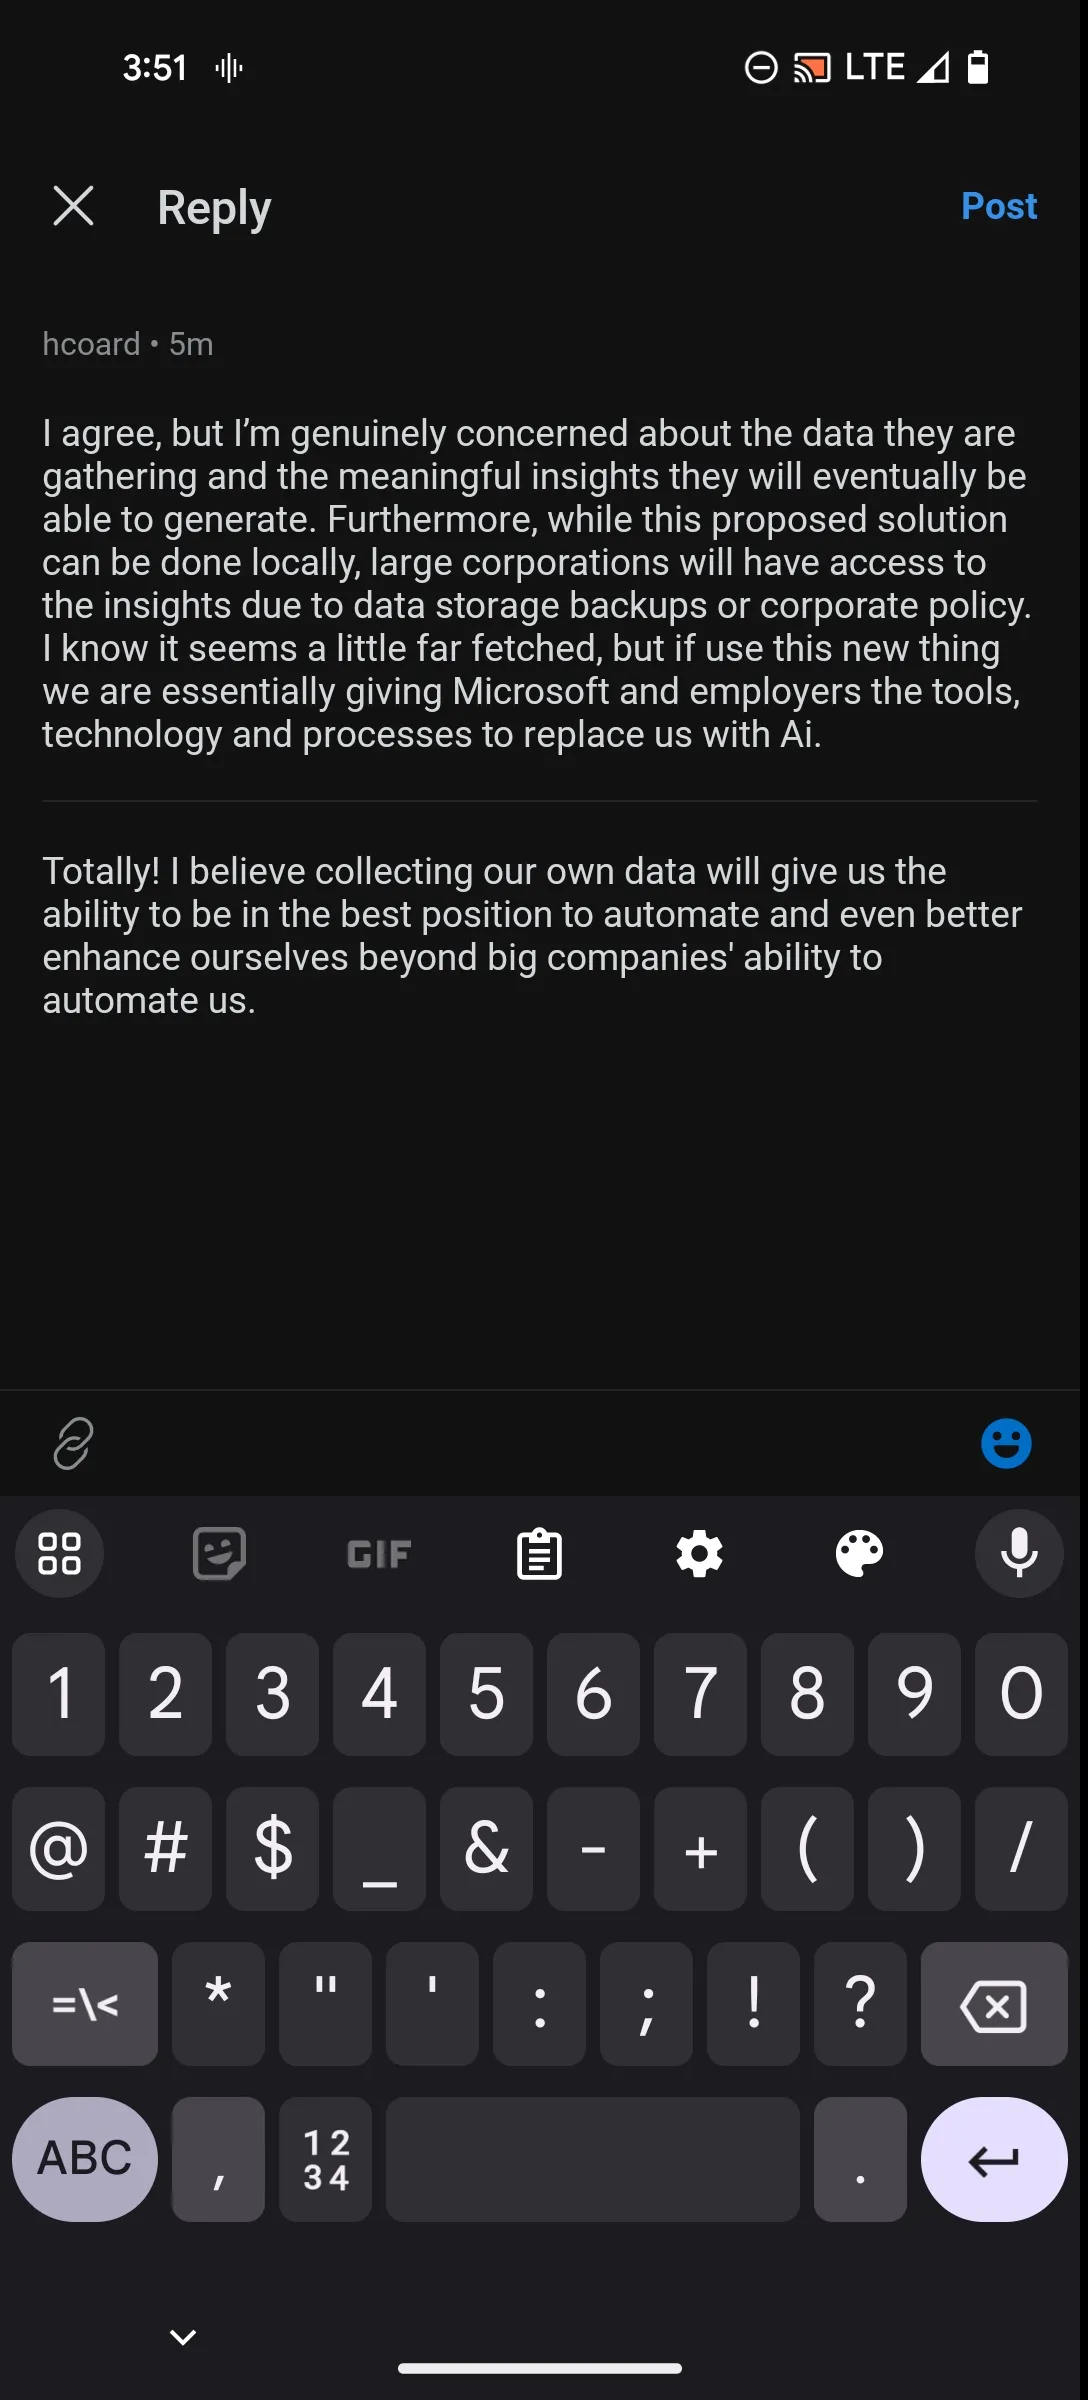 3:51 LTE
Reply Post
hcoard • 5m
I agree, but I’m genuinely concerned about the data they are
gathering and the meaningful insights they will eventually be
able to generate. Furthermore, while this proposed solution
can be done locally, large corporations will have access to
the insights due to data storage backups or corporate policy.
I know it seems a little far fetched, but if use this new thing
we are essentially giving Microsoft and employers the tools,
technology and processes to replace us with Ai.
Totally! I believe collecting our own data will give us the
ability to be in the best position to automate and even better
enhance ourselves beyond big companies' ability to
automate us.
GIF
1 2 3 4 5 6 7 8 9 0
@ # $ _ & - + ( ) /
=\< * " ' : ; ! ?
ABC , 12 .
34